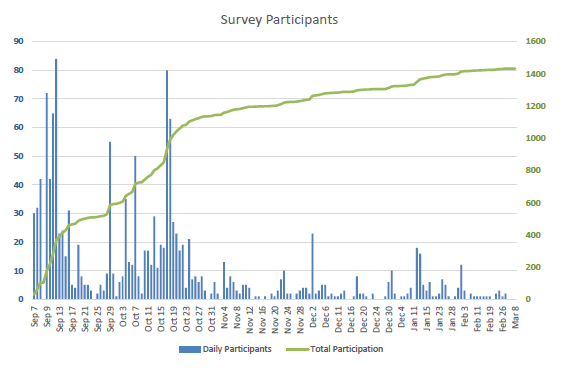 Survey Participants
90
80
70
60
50
40
30
20
10
0
1600
1400
1200
1000
800
600
400
200
0
Sep 7
Sep 9
Sep 13
Sep 17
Sep 21
Sep 25
Sep 29
Oct 3
Oct 7
Oct 11
Oct 15
Oct 19
Oct 23
Oct 27
Oct 31
Nov 4
Nov 8
Nov 12
Nov 16
Nov 24
Nov 28
Dec 2
Dec 6
Dec 11
Dec 16
Dec 20
Dec 24
Dec 30
Jan 4
Jan 11
Jan 15
Jan 23
Jan 28
Feb 3
Feb 11
Feb 19
Feb 26
Mar 8
Daily Participants
Total Participation